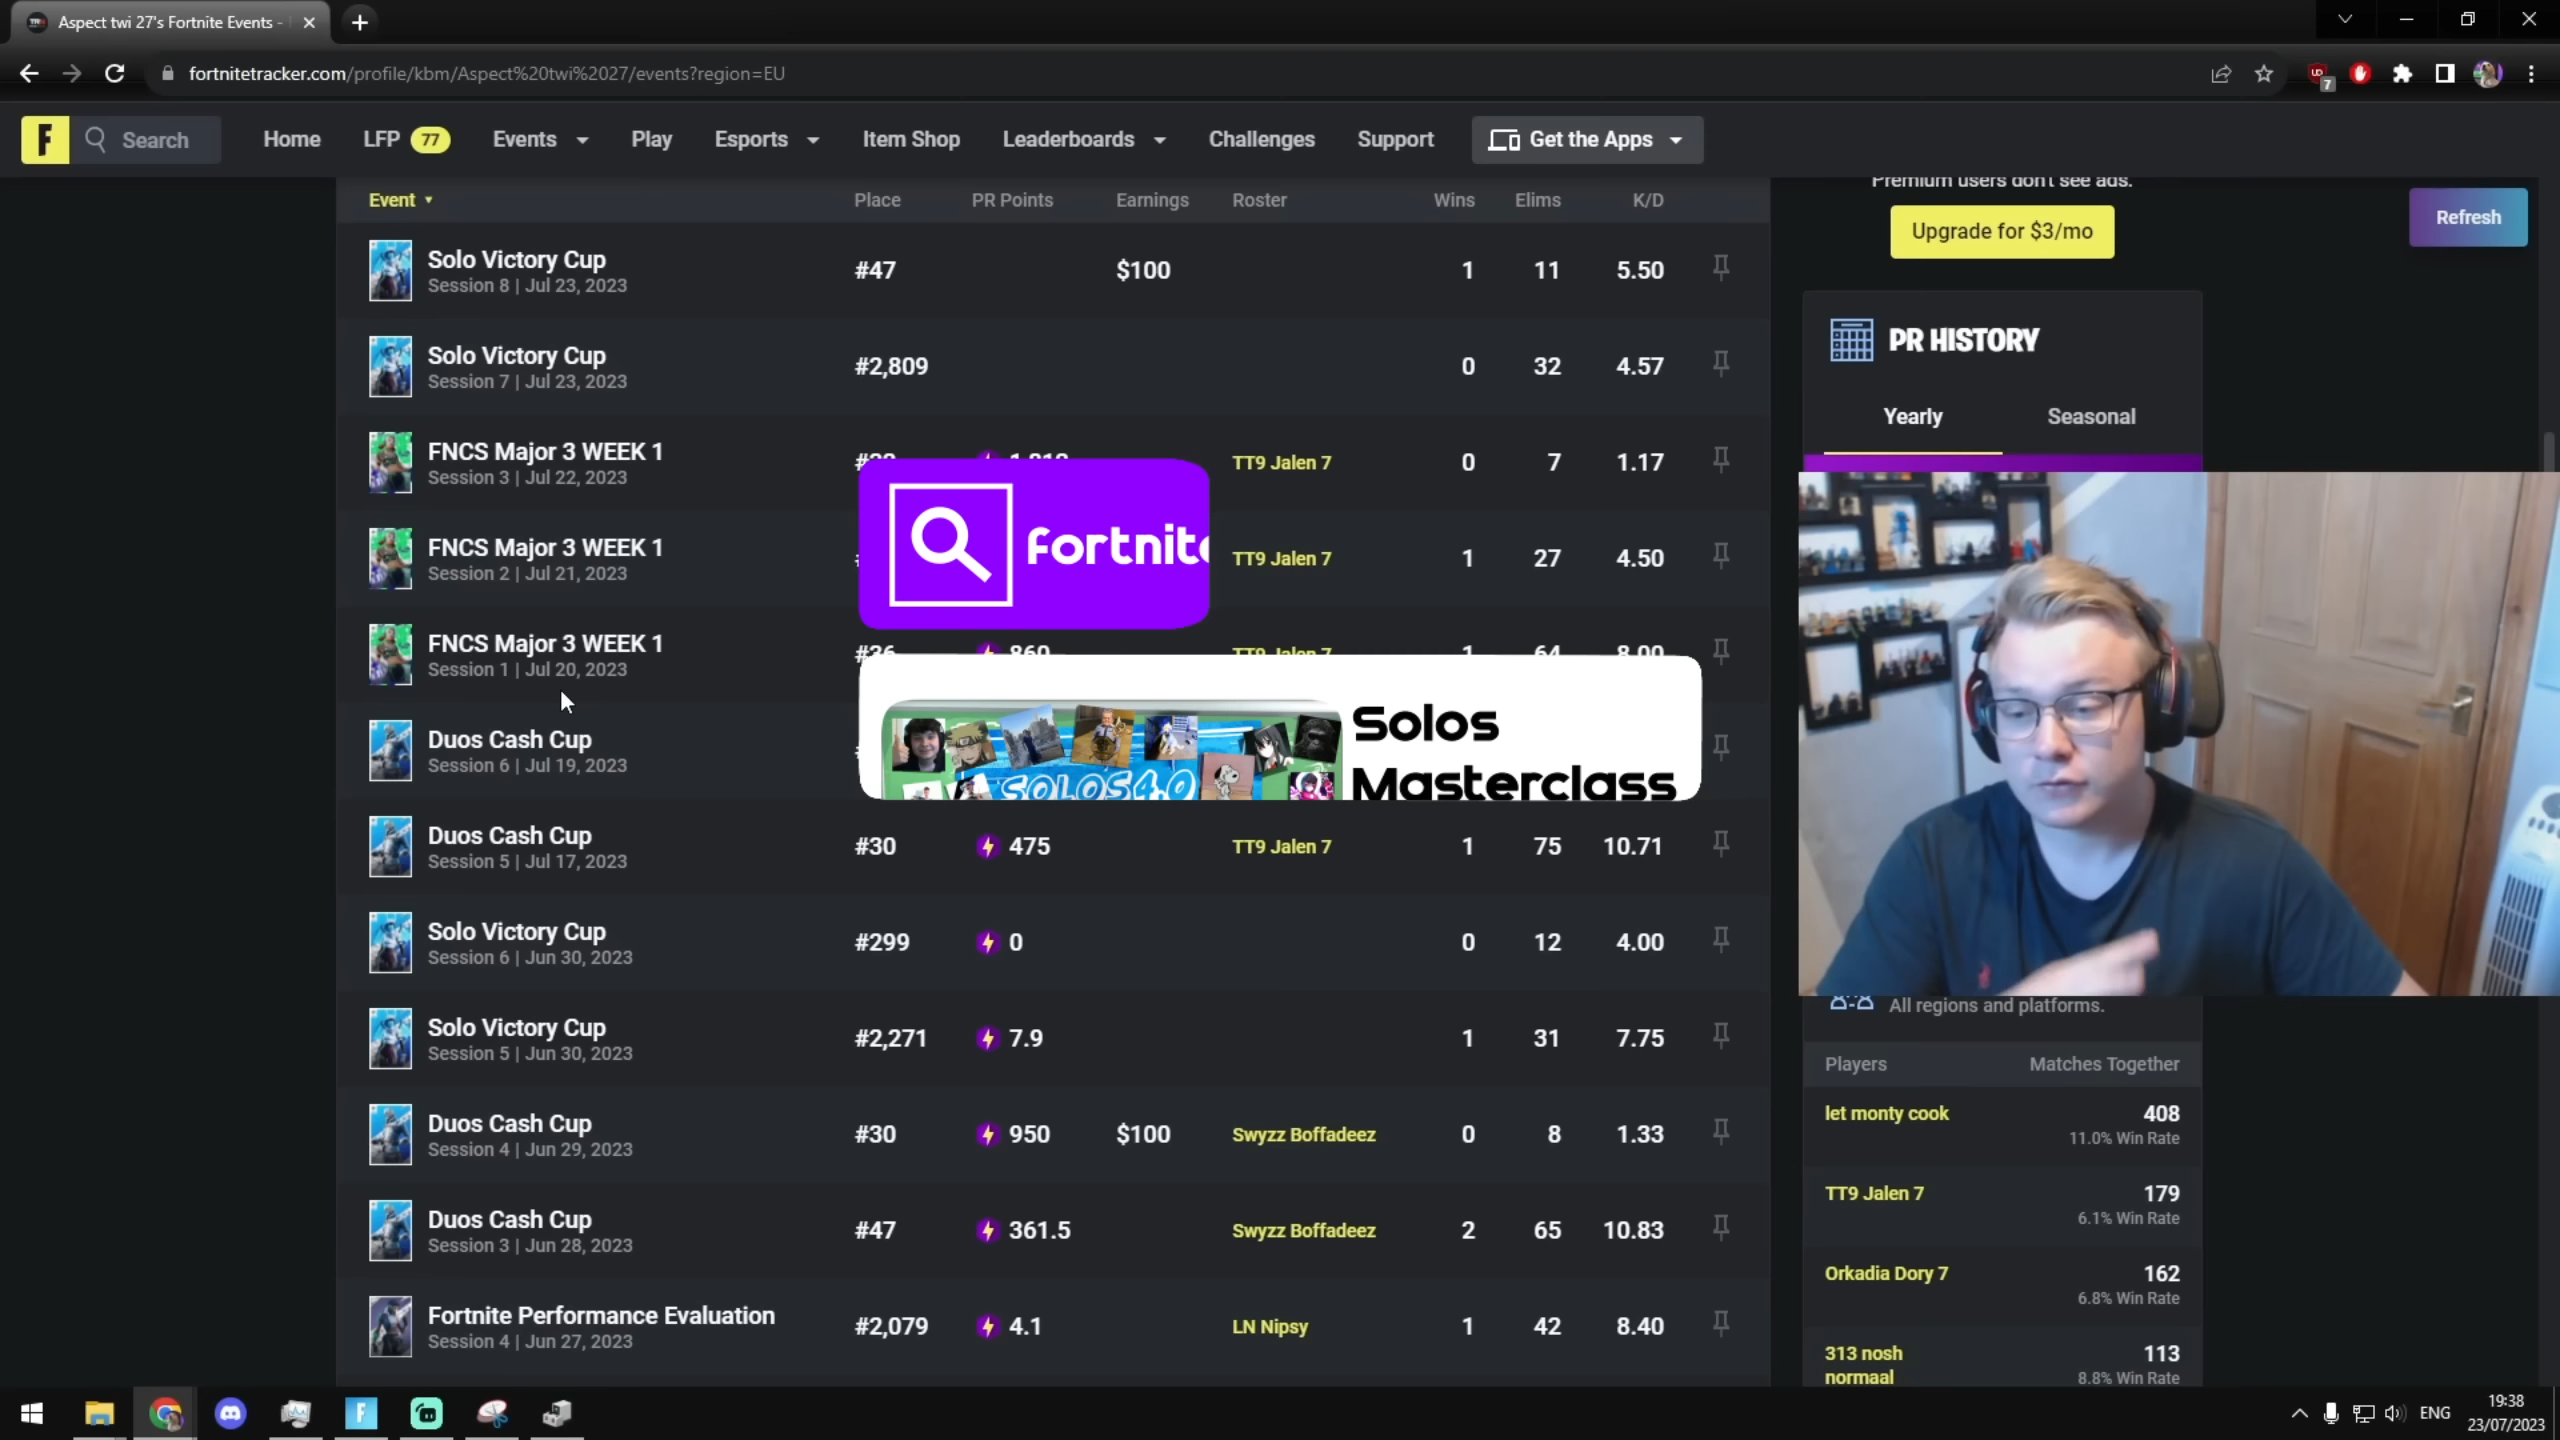 Aspect twi 27's Fortnite Events -
fortnitetracker.com/profile/kbm/Aspect%20twi%2027/events?region=EU
7
F Search Home LFP 77 Events Play Esports Item Shop Leaderboards Challenges Support Get the Apps
Premium users don't see ads.
Upgrade for $3/mo
Refresh
Event Place PR Points Earnings Roster Wins Elims K/D
Solo Victory Cup
Session 8 | Jul 23, 2023
#47 $100 1 11 5.50
Solo Victory Cup
Session 7 | Jul 23, 2023
#2,809 0 32 4.57
FNCS Major 3 WEEK 1
Session 3 | Jul 22, 2023
TT9 Jalen 7 0 7 1.17
FNCS Major 3 WEEK 1
Session 2 | Jul 21, 2023
TT9 Jalen 7 1 27 4.50
FNCS Major 3 WEEK 1
Session 1 | Jul 20, 2023
#36 860 TT9 Jalen 7 1 64 8.00
Duos Cash Cup
Session 6 | Jul 19, 2023
Duos Cash Cup
Session 5 | Jul 17, 2023
#30 475 TT9 Jalen 7 1 75 10.71
Solo Victory Cup
Session 6 | Jun 30, 2023
#299 0 0 12 4.00
Solo Victory Cup
Session 5 | Jun 30, 2023
#2,271 7.9 1 31 7.75
Duos Cash Cup
Session 4 | Jun 29, 2023
#30 950 $100 Swyzz Boffadeez 0 8 1.33
Duos Cash Cup
Session 3 | Jun 28, 2023
#47 361.5 Swyzz Boffadeez 2 65 10.83
Fortnite Performance Evaluation
Session 4 | Jun 27, 2023
#2,079 4.1 LN Nipsy 1 42 8.40
fortnite
SOLOS4.0
Solos
Masterclass
PR HISTORY
Yearly Seasonal
All regions and platforms.
Players Matches Together
let monty cook 408
11.0% Win Rate
TT9 Jalen 7 179
6.1% Win Rate
Orkadia Dory 7 162
6.8% Win Rate
313 nosh 113
normaal 8.8% Win Rate
ENG
19:38
23/07/2023